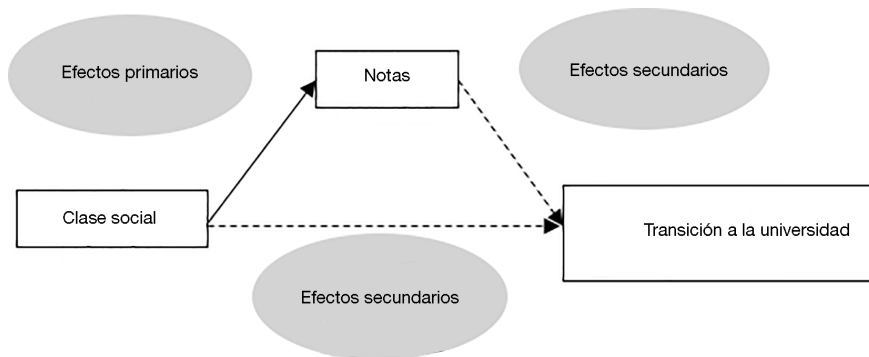 Efectos primarios
Notas
Efectos secundarios
Clase social
Transición a la universidad
Efectos secundarios